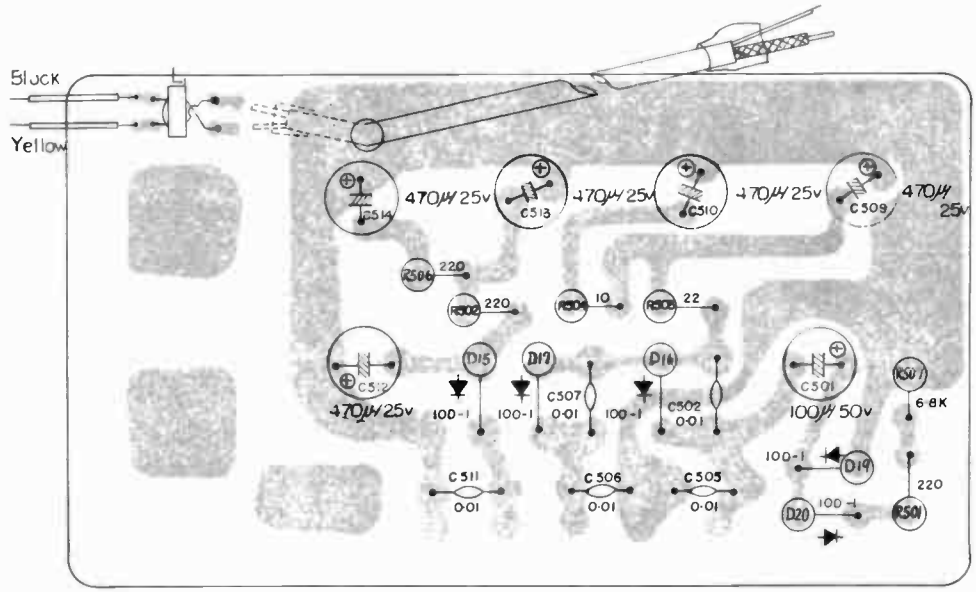 Black
L
Yellow
C514
470µ/25v
C513
470µ/25v
C510
470µ/25v
C509
470µ/
25v
R506
220
R502
220
R504
10
22
D15
D17
D16
C512
470µ/25v
C501
100µ/50v
R507
6·8K
100-1
100-1
C507
0·01
100-1
C502
0·01
100-1
D19
C511
0·01
C506
0·01
C505
0·01
D20
100-1
220
R501